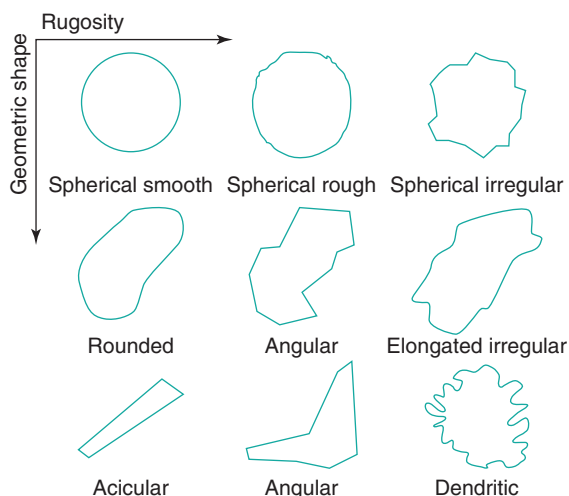 Rugosity
Geometric shape
Spherical smooth
Spherical rough
Spherical irregular
Rounded
Angular
Elongated irregular
Acicular
Angular
Dendritic